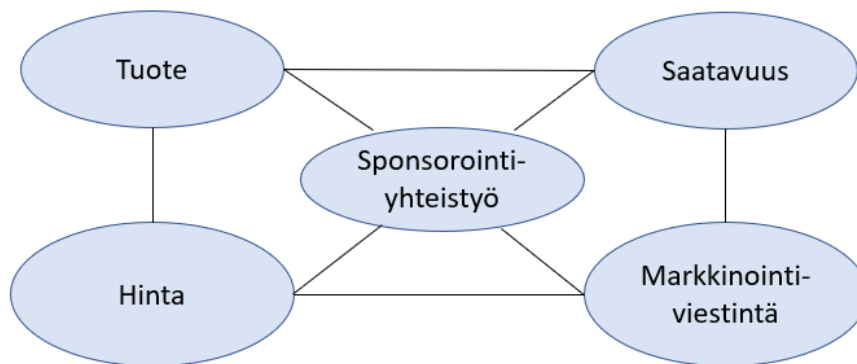 Tuote
Saatavuus
Sponsorointi-
yhteistyö
Hinta
Markkinointi-
viestintä